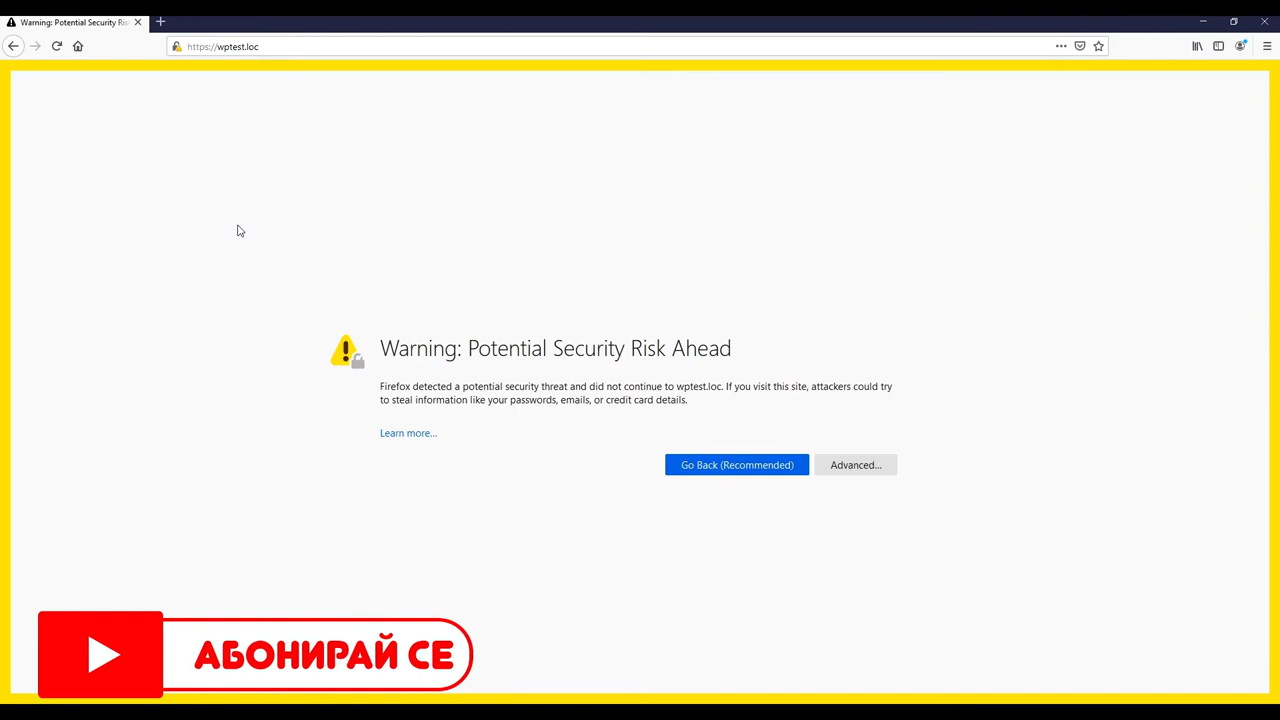 Warning: Potential Security Ris
https://wptest.loc
Warning: Potential Security Risk Ahead
Firefox detected a potential security threat and did not continue to wptest.loc. If you visit this site, attackers could try
to steal information like your passwords, emails, or credit card details.
Learn more...
Go Back (Recommended) Advanced...
АБОНИРАЙ СЕ